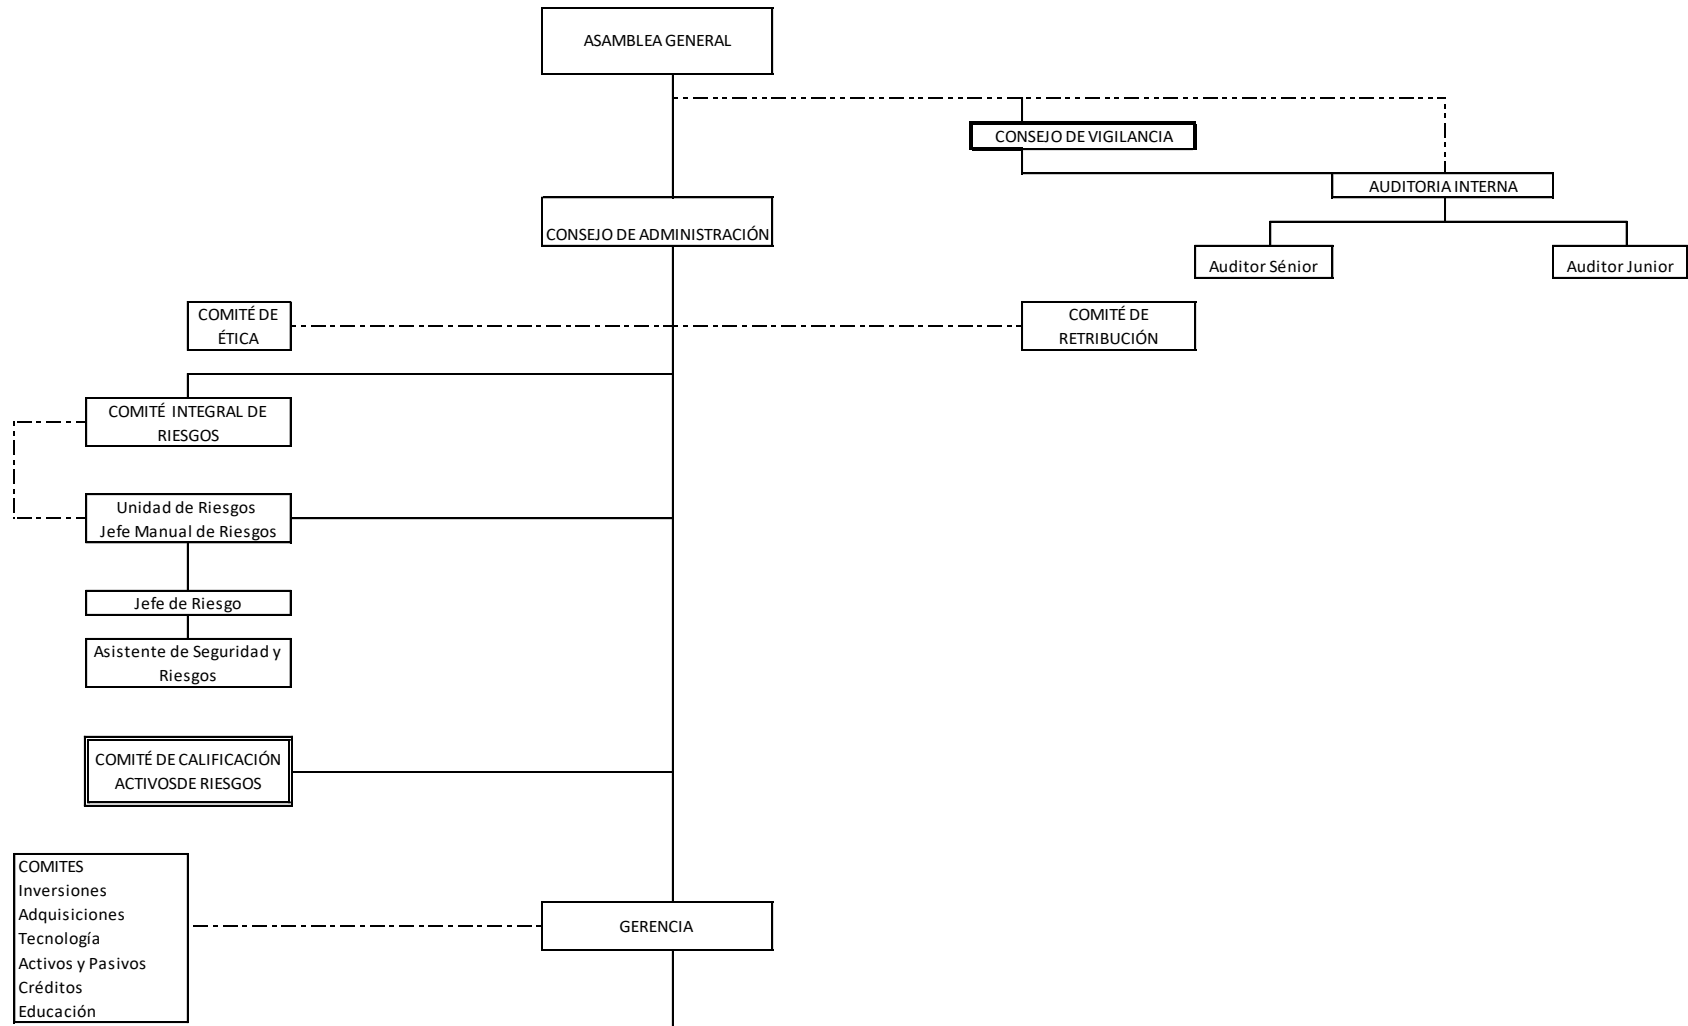 ASAMBLEA GENERAL
CONSEJO DE VIGILANCIA
AUDITORIA INTERNA
CONSEJO DE ADMINISTRACIÓN
Auditor Sénior
Auditor Junior
COMITÉ DE
ÉTICA
COMITÉ DE
RETRIBUCIÓN
COMITÉ INTEGRAL DE
RIESGOS
Unidad de Riesgos
Jefe Manual de Riesgos
Jefe de Riesgo
Asistente de Seguridad y
Riesgos
COMITÉ DE CALIFICACIÓN
ACTIVOSDE RIESGOS
COMITES
Inversiones
Adquisiciones
Tecnología
Activos y Pasivos
Créditos
Educación
GERENCIA